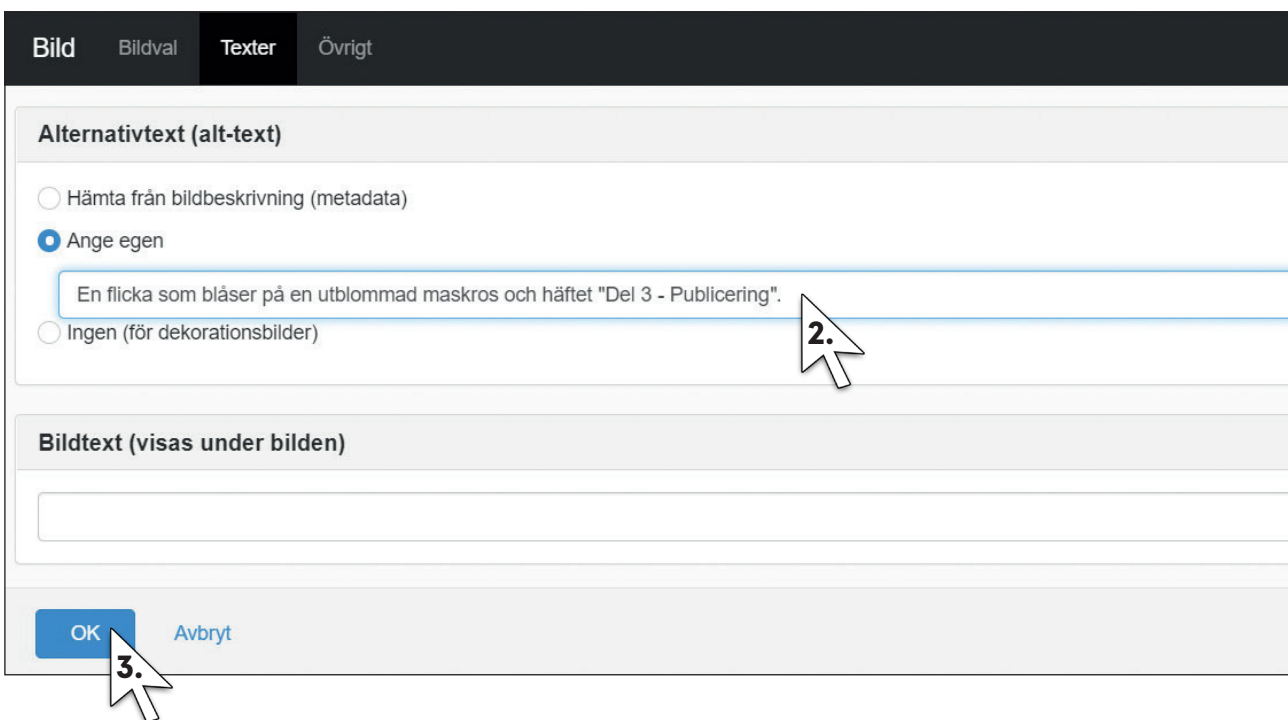 Bild Bildval Texter Övrigt
Alternativtext (alt-text)
Hämta från bildbeskrivning (metadata)
Ange egen
En flicka som blåser på en utblommad maskros och häftet "Del 3 - Publicering".
Ingen (för dekorationsbilder)
2.
Bildtext (visas under bilden)
OK Avbryt
3.